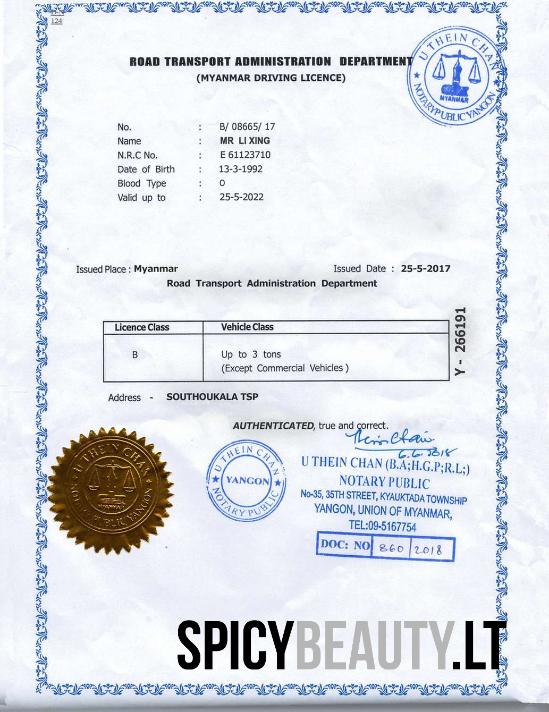 124
ROAD TRANSPORT ADMINISTRATION DEPARTMENT
(MYANMAR DRIVING LICENCE)
U THEIN CHAN
MYANMAR
NOTARY PUBLIC YANGON
No. : B/ 08665/ 17
Name : MR LI XING
N.R.C No. : E 61123710
Date of Birth : 13-3-1992
Blood Type : O
Valid up to : 25-5-2022
Issued Place : Myanmar Issued Date : 25-5-2017
Road Transport Administration Department
Y - 266191
Licence Class Vehicle Class
B Up to 3 tons
(Except Commercial Vehicles )
Address - SOUTHOUKALA TSP
AUTHENTICATED, true and correct.
6.6.2018
U THEIN CHAN
YANGON
NOTARY PUBLIC
U THEIN CHAN (B.A;H.G.P;R.L;)
NOTARY PUBLIC
No-35, 35TH STREET, KYAUKTADA TOWNSHIP
YANGON, UNION OF MYANMAR,
TEL:09-5167754
DOC: NO 860 2018
U THEIN CHAN
NOTARY PUBLIC YANGON
SPICYBEAUTY.LT